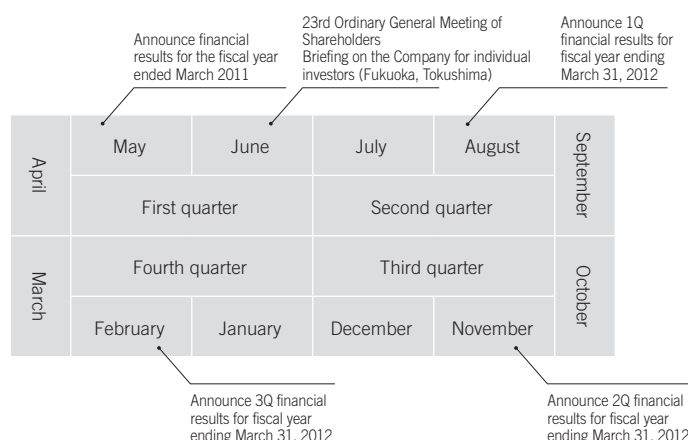 Announce financial
results for the fiscal year
ended March 2011
23rd Ordinary General Meeting of
Shareholders
Briefing on the Company for individual
investors (Fukuoka, Tokushima)
Announce 1Q
financial results for
fiscal year ending
March 31, 2012
April
May
June
July
August
September
First quarter
Second quarter
March
Fourth quarter
Third quarter
October
February
January
December
November
Announce 3Q financial
results for fiscal year
ending March 31, 2012
Announce 2Q financial
results for fiscal year
ending March 31, 2012